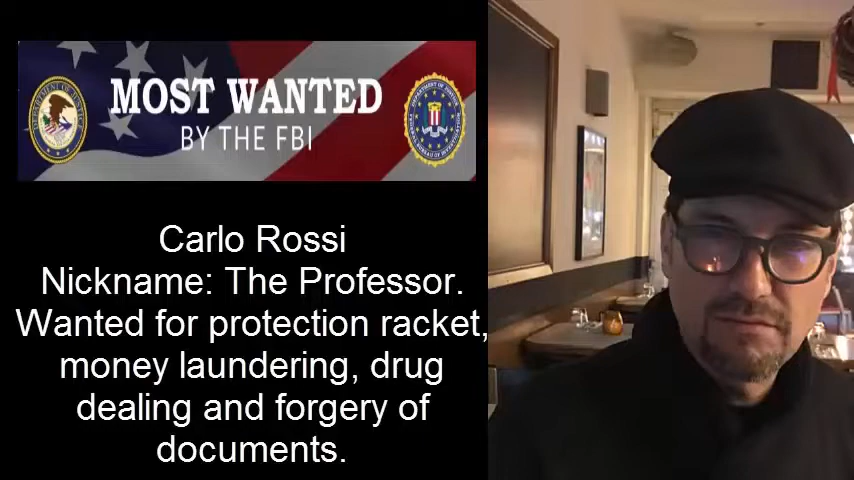 MOST WANTED
BY THE FBI
Carlo Rossi
Nickname: The Professor.
Wanted for protection racket,
money laundering, drug
dealing and forgery of
documents.